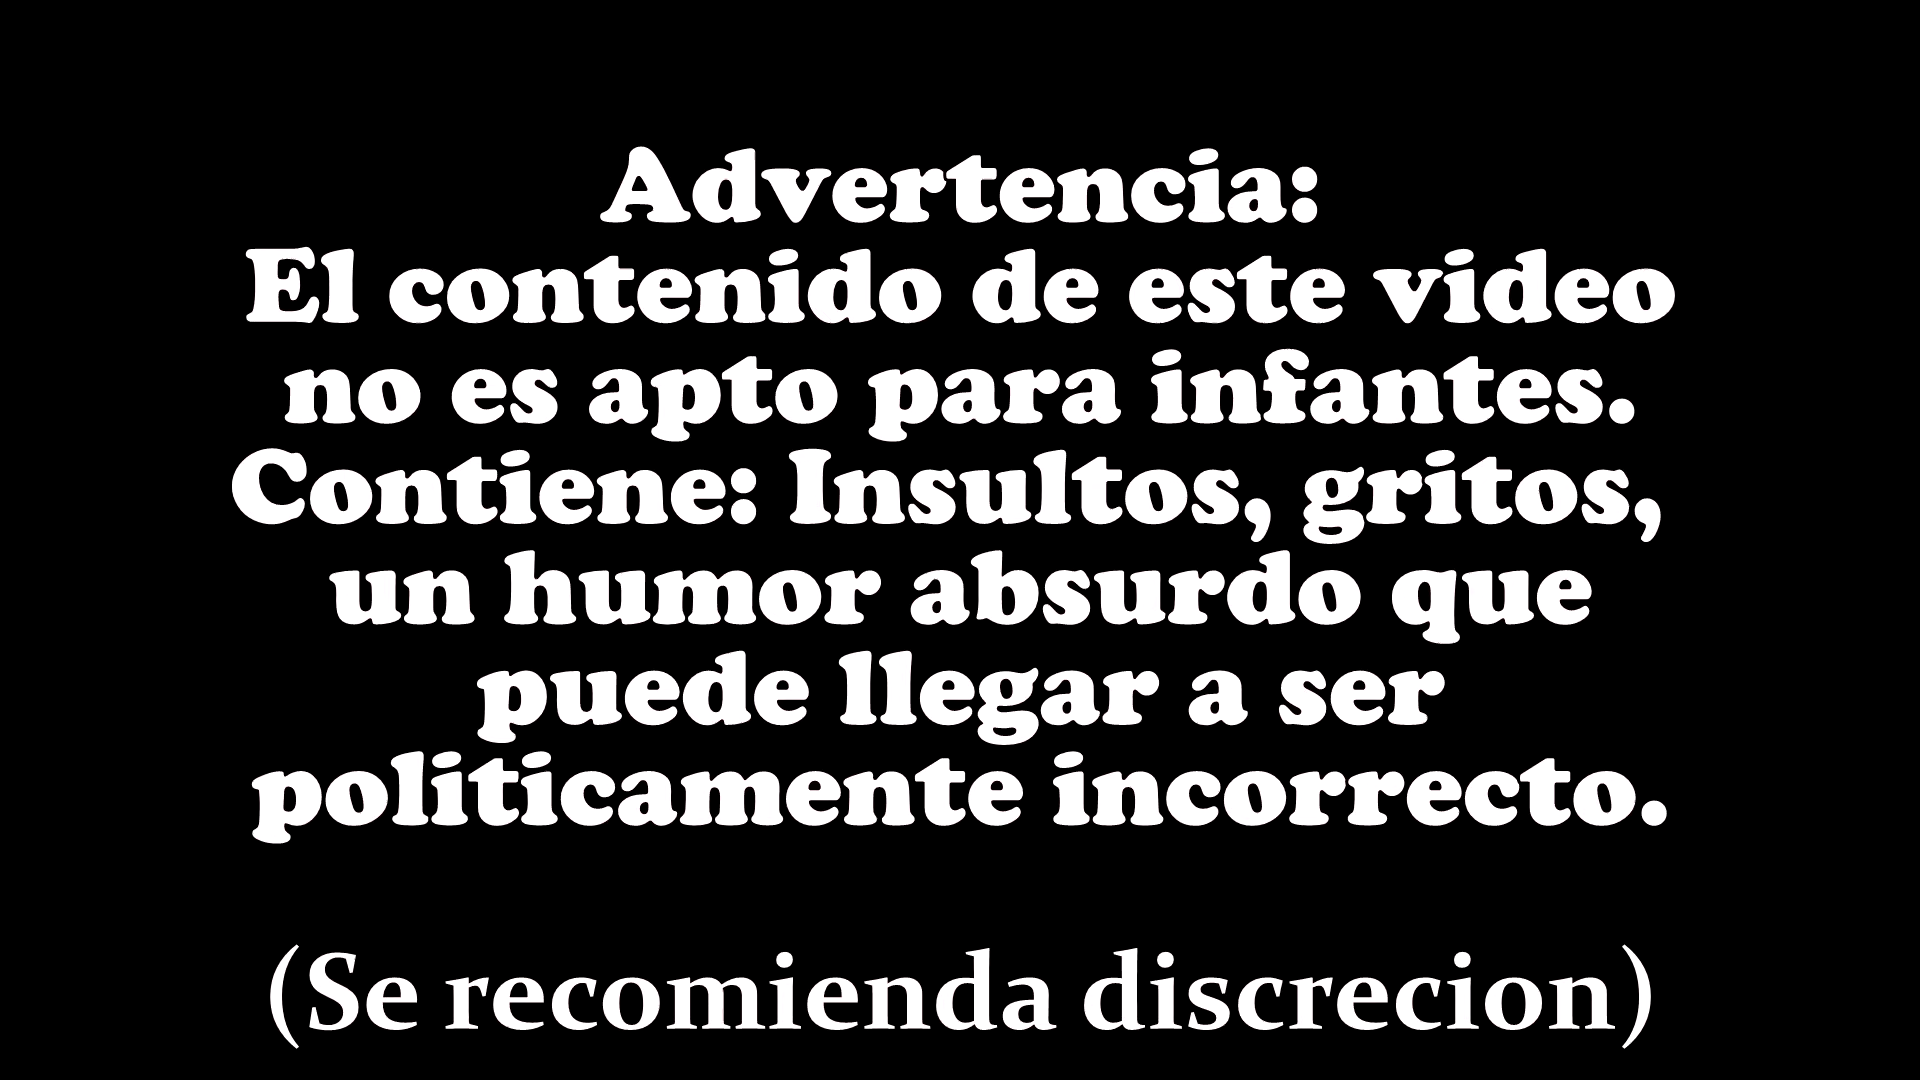 Advertencia:
El contenido de este video
no es apto para infantes.
Contiene: Insultos, gritos,
un humor absurdo que
puede llegar a ser
politicamente incorrecto.
(Se recomienda discrecion)